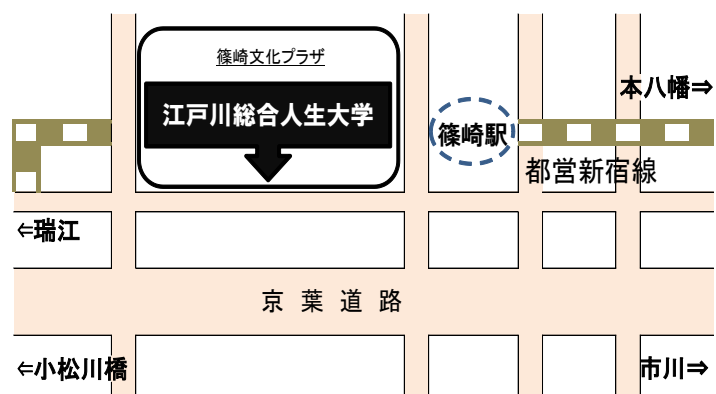 篠崎文化プラザ
本八幡⇒
江戸川総合人生大学
篠崎駅
都営新宿線
⇐瑞江
京葉道路
⇐小松川橋
市川⇒